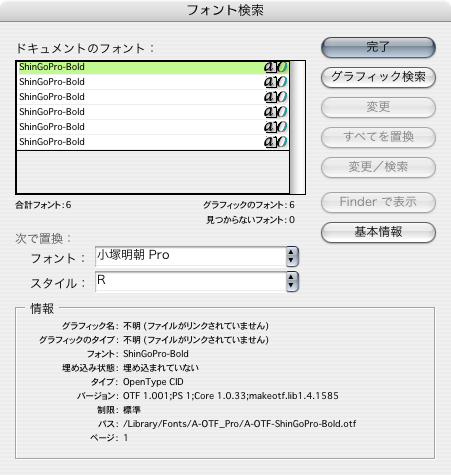 フォント検索
ドキュメントのフォント：
ShinGoPro-Bold
ShinGoPro-Bold
ShinGoPro-Bold
ShinGoPro-Bold
ShinGoPro-Bold
ShinGoPro-Bold
合計フォント: 6
グラフィックのフォント: 6
見つからないフォント: 0
次で置換：
フォント： 小塚明朝 Pro
スタイル： R
完了
グラフィック検索
変更
すべてを置換
変更／検索
Finder で表示
基本情報
情報
グラフィック名: 不明 (ファイルがリンクされていません)
グラフィックのタイプ: 不明 (ファイルがリンクされていません)
フォント: ShinGoPro-Bold
埋め込み状態: 埋め込まれていない
タイプ: OpenType CID
バージョン: OTF 1.001;PS 1;Core 1.0.33;makeotf.lib1.4.1585
制限: 標準
パス: /Library/Fonts/A-OTF_Pro/A-OTF-ShinGoPro-Bold.otf
ページ: 1